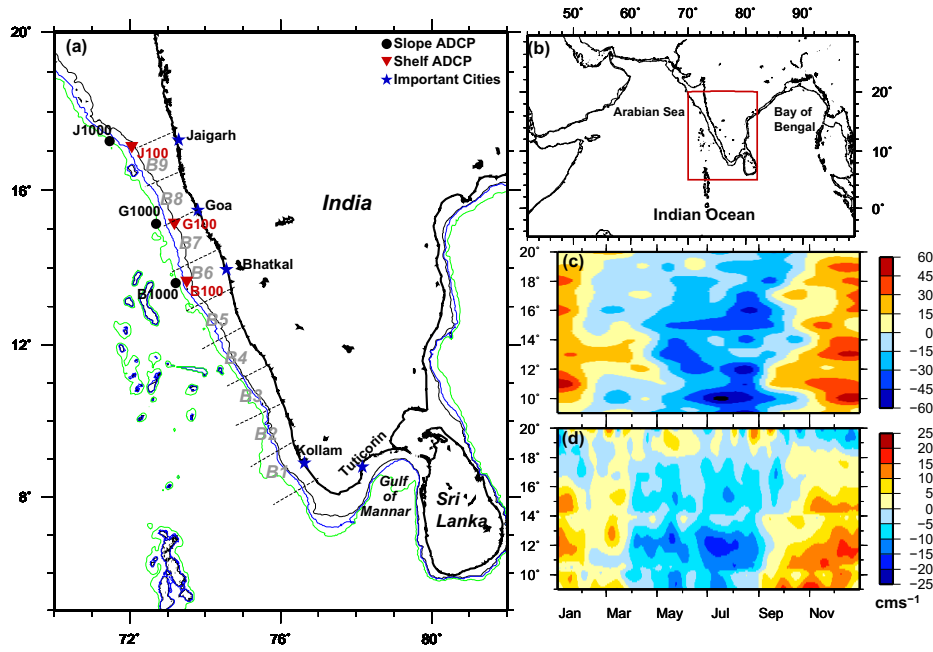 (a)
Slope ADCP
Shelf ADCP
Important Cities
J1000
J100
Jaigarh
B9
B8
G1000
Goa
G100
B7
India
Bhatkal
B6
B1000
B100
B5
B4
B3
B2
Kollam
B1
Tuticorin
Gulf
of
Mannar
Sri
Lanka
20°
16°
12°
8°
72°
76°
80°
50°
60°
70°
80°
90°
(b)
Arabian Sea
Bay of
Bengal
Indian Ocean
20°
10°
0°
(c)
20°
18°
16°
14°
12°
10°
60
45
30
15
0
−15
−30
−45
−60
(d)
20°
18°
16°
14°
12°
10°
25
20
15
10
5
0
−5
−10
−15
−20
−25
Jan
Mar
May
Jul
Sep
Nov
cms⁻¹